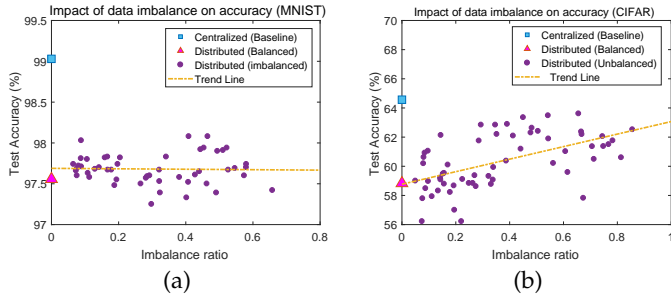 Impact of data imbalance on accuracy (MNIST)
99.5
99
98.5
98
97.5
97
Test Accuracy (%)
Centralized (Baseline)
Distributed (Balanced)
Distributed (imbalanced)
Trend Line
0
0.2
0.4
0.6
0.8
Imbalance ratio
(a)
Impact of data imbalance on accuracy (CIFAR)
70
68
66
64
62
60
58
56
Test Accuracy (%)
Centralized (Baseline)
Distributed (Balanced)
Distributed (Unbalanced)
Trend Line
0
0.2
0.4
0.6
0.8
1
Imbalance ratio
(b)